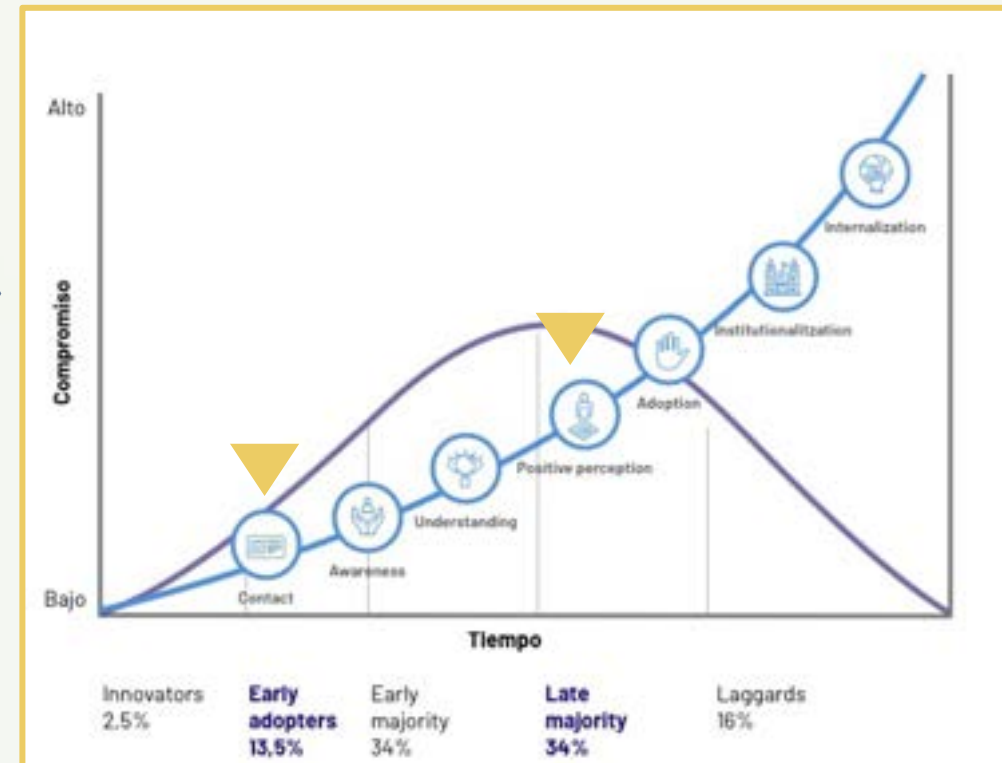 Alto
Compromiso
Bajo
Contact
Awareness
Understanding
Positive perception
Adoption
Institutionalitzation
Internalization
Tiempo
Innovators
2.5%
Early
adopters
13,5%
Early
majority
34%
Late
majority
34%
Laggards
16%